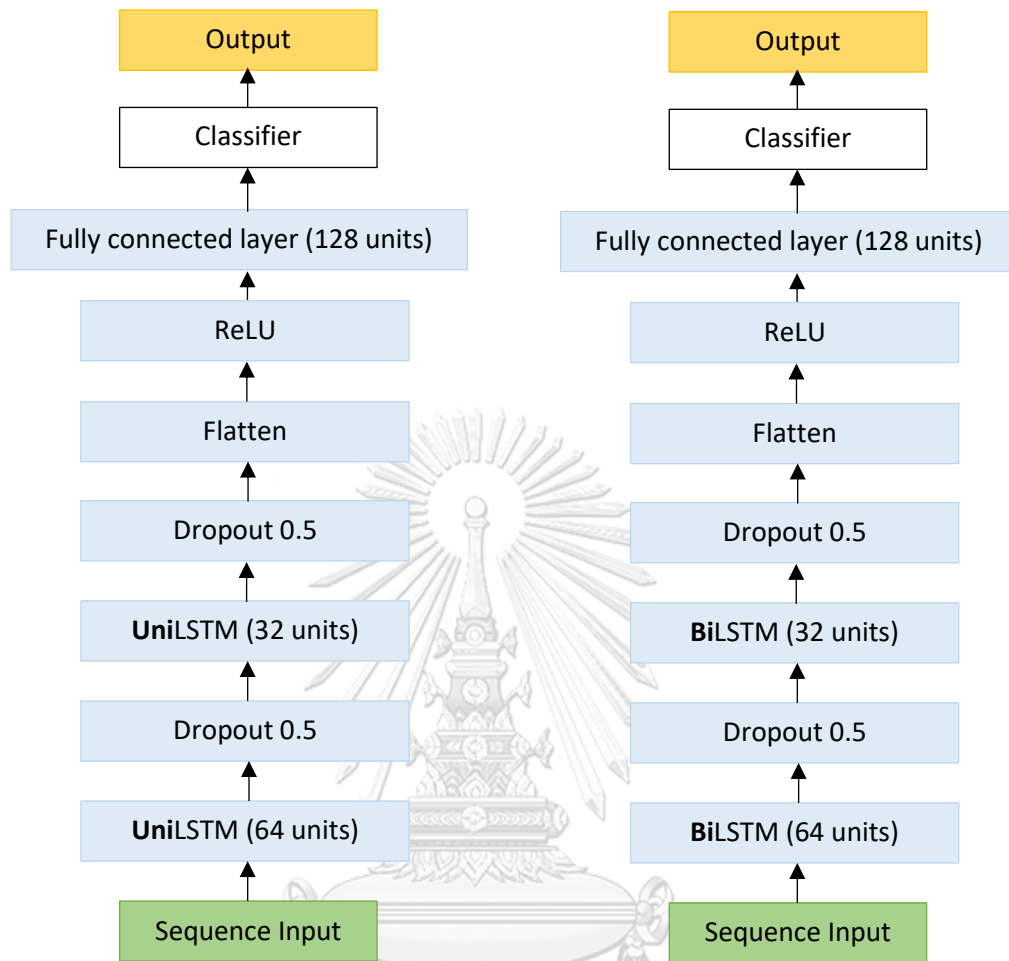 Output
Classifier
Fully connected layer (128 units)
ReLU
Flatten
Dropout 0.5
UniLSTM (32 units)
Dropout 0.5
UniLSTM (64 units)
Sequence Input
Output
Classifier
Fully connected layer (128 units)
ReLU
Flatten
Dropout 0.5
BiLSTM (32 units)
Dropout 0.5
BiLSTM (64 units)
Sequence Input